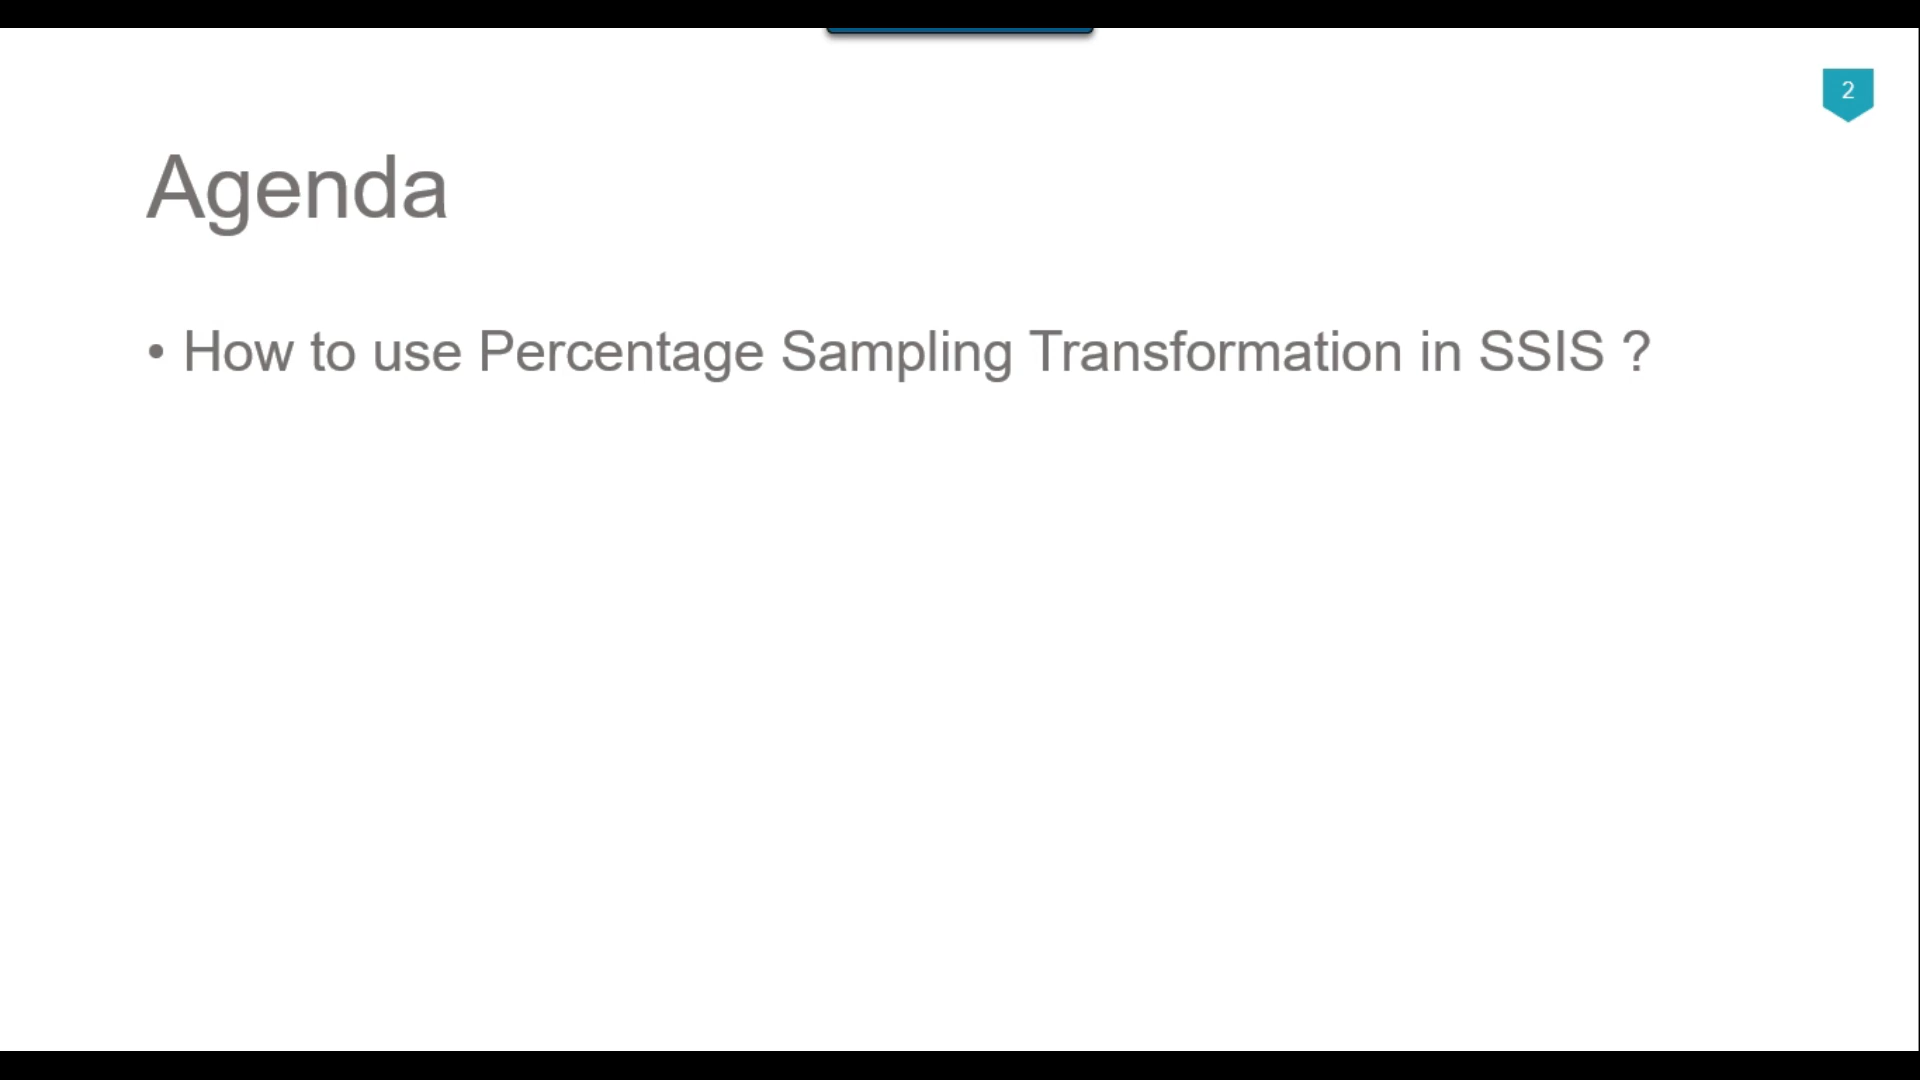 2
Agenda
• How to use Percentage Sampling Transformation in SSIS ?